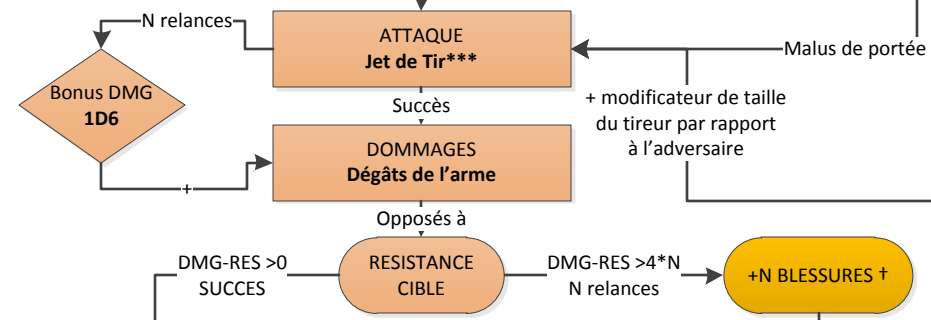 N relances
ATTAQUE
Jet de Tir***
Malus de portée
Bonus DMG
1D6
Succès
+ modificateur de taille
du tireur par rapport
à l’adversaire
DOMMAGES
Dégâts de l’arme
+
Opposés à
DMG-RES >0
SUCCES
RESISTANCE
CIBLE
DMG-RES >4*N
N relances
+N BLESSURES †